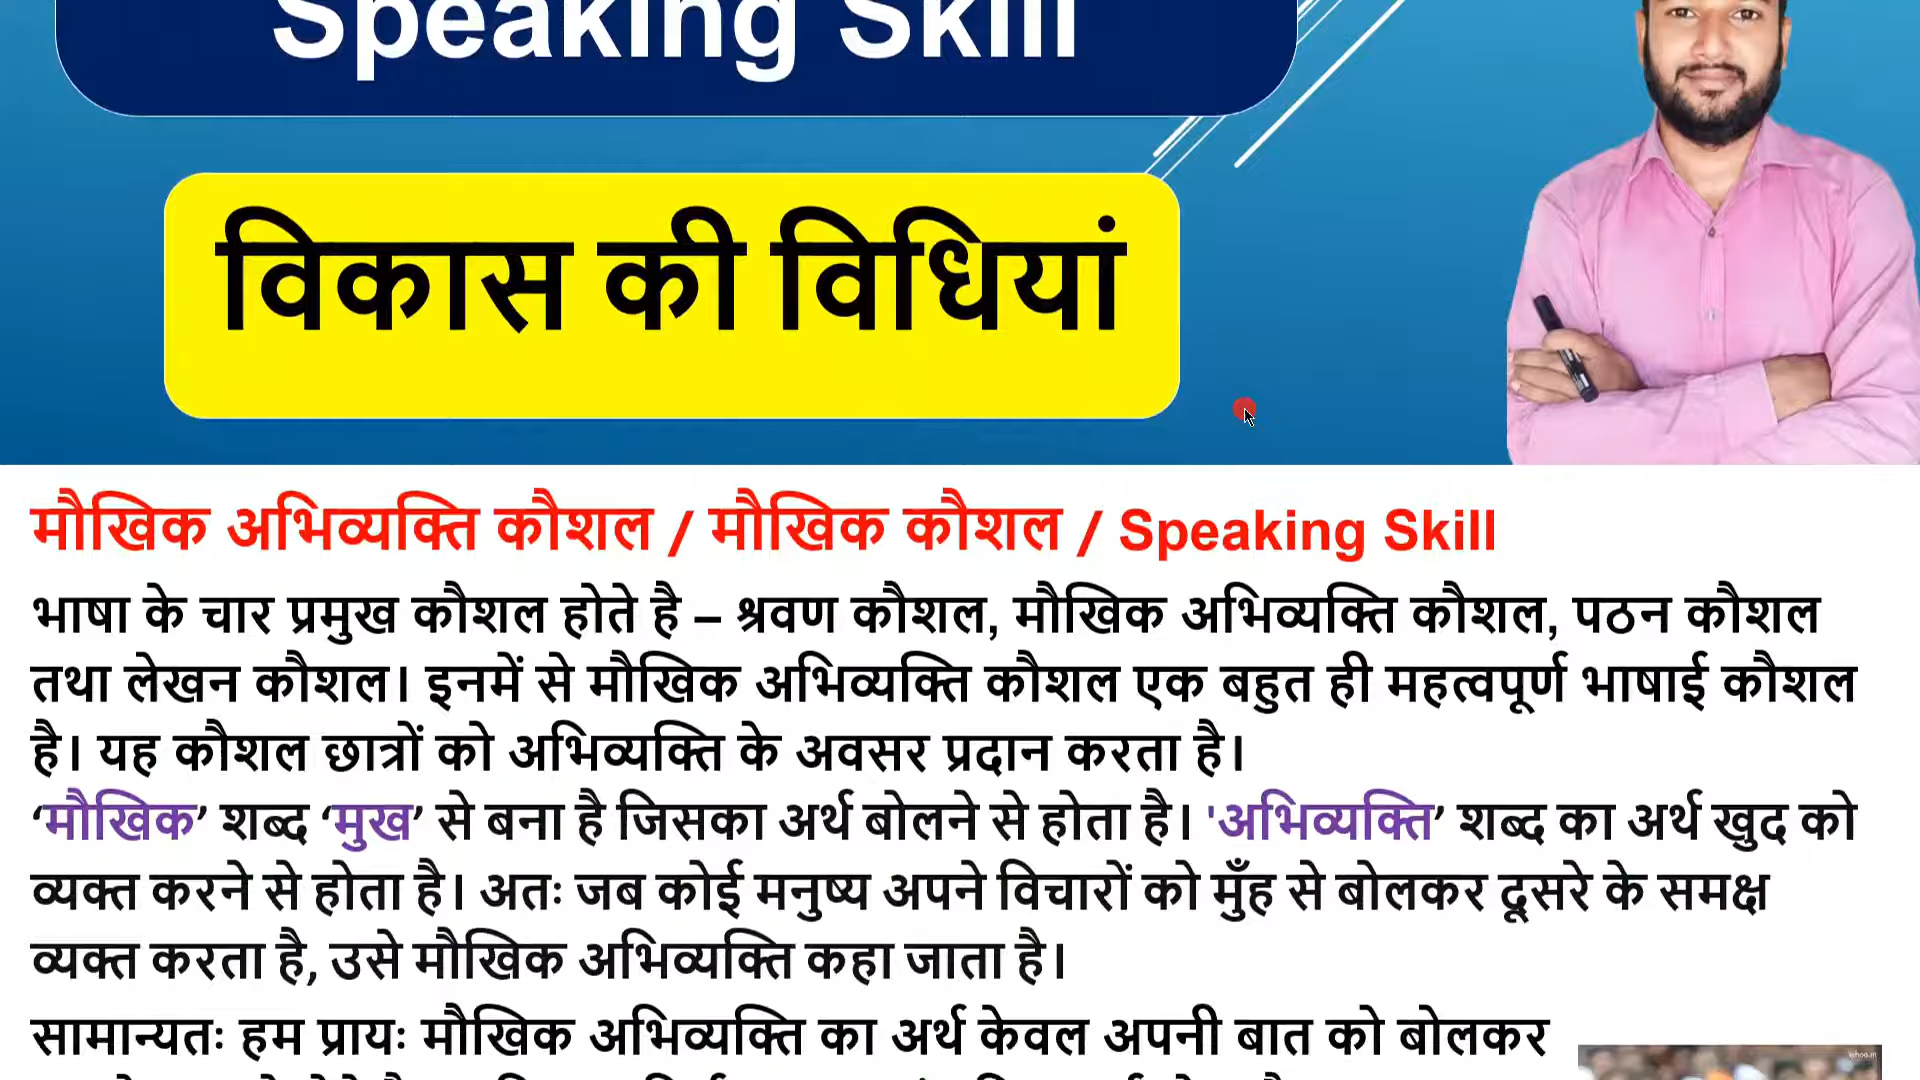 Speaking Skill
विकास की विधियां
मौखिक अभिव्यक्ति कौशल / मौखिक कौशल / Speaking Skill
भाषा के चार प्रमुख कौशल होते है – श्रवण कौशल, मौखिक अभिव्यक्ति कौशल, पठन कौशल
तथा लेखन कौशल। इनमें से मौखिक अभिव्यक्ति कौशल एक बहुत ही महत्वपूर्ण भाषाई कौशल
है। यह कौशल छात्रों को अभिव्यक्ति के अवसर प्रदान करता है।
‘मौखिक’ शब्द ‘मुख’ से बना है जिसका अर्थ बोलने से होता है। 'अभिव्यक्ति’ शब्द का अर्थ खुद को
व्यक्त करने से होता है। अतः जब कोई मनुष्य अपने विचारों को मुँह से बोलकर दूसरे के समक्ष
व्यक्त करता है, उसे मौखिक अभिव्यक्ति कहा जाता है।
सामान्यतः हम प्रायः मौखिक अभिव्यक्ति का अर्थ केवल अपनी बात को बोलकर